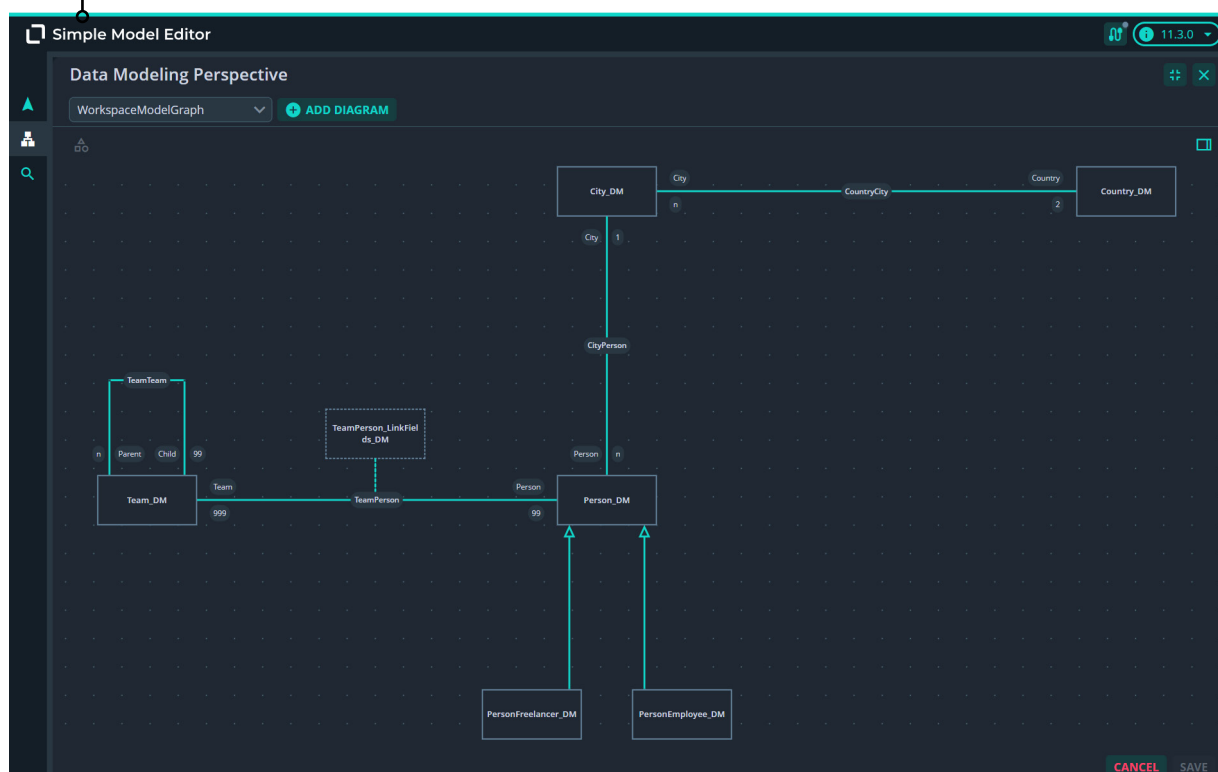 Simple Model Editor
11.3.0
Data Modeling Perspective
WorkspaceModelGraph
ADD DIAGRAM
City_DM
City
n
CountryCity
Country
2
Country_DM
City
1
CityPerson
TeamTeam
TeamPerson_LinkFiel
ds_DM
n
Parent
Child
99
Person
n
Team_DM
Team
999
TeamPerson
Person
99
Person_DM
PersonFreelancer_DM
PersonEmployee_DM
CANCEL
SAVE